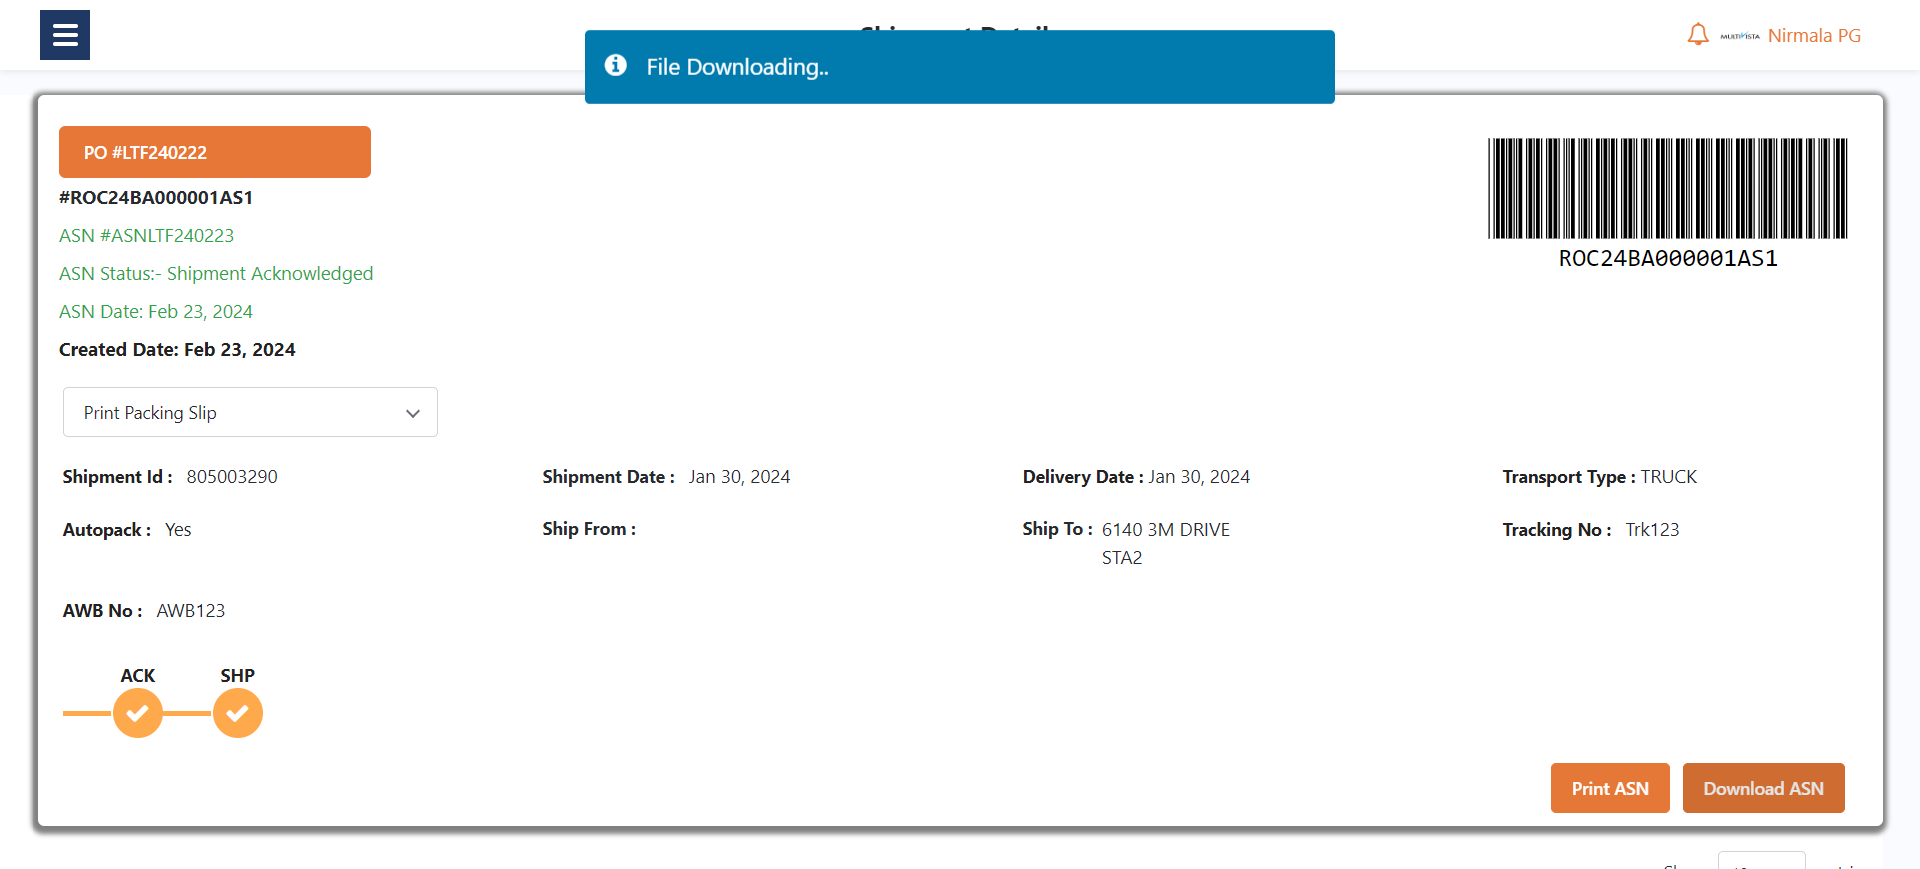 Shipment Detail
MULTIVISTA
Nirmala PG
File Downloading..
PO #LTF240222
#ROC24BA000001AS1
ASN #ASNLTF240223
ASN Status:- Shipment Acknowledged
ASN Date: Feb 23, 2024
Created Date: Feb 23, 2024
ROC24BA000001AS1
Print Packing Slip
Shipment Id : 805003290
Shipment Date : Jan 30, 2024
Delivery Date : Jan 30, 2024
Transport Type : TRUCK
Autopack : Yes
Ship From :
Ship To : 6140 3M DRIVE
STA2
Tracking No : Trk123
AWB No : AWB123
ACK SHP
Print ASN
Download ASN